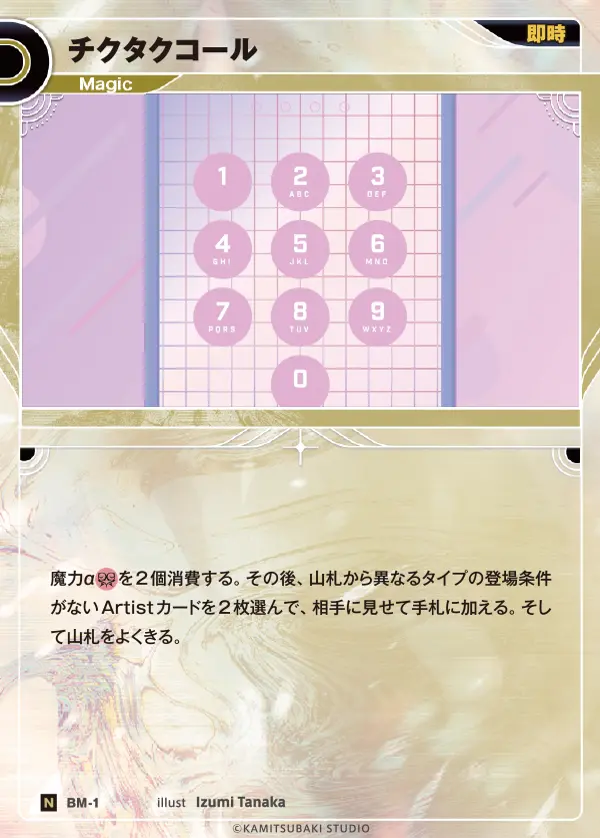 チクタクコール
即時
Magic
1
2
ABC
3
DEF
4
GHI
5
JKL
6
MNO
7
PQRS
8
TUV
9
WXYZ
0
魔力αを2個消費する。その後、山札から異なるタイプの登場条件
がないArtistカードを2枚選んで、相手に見せて手札に加える。そし
て山札をよくきる。
N BM-1 illust Izumi Tanaka
©KAMITSUBAKI STUDIO